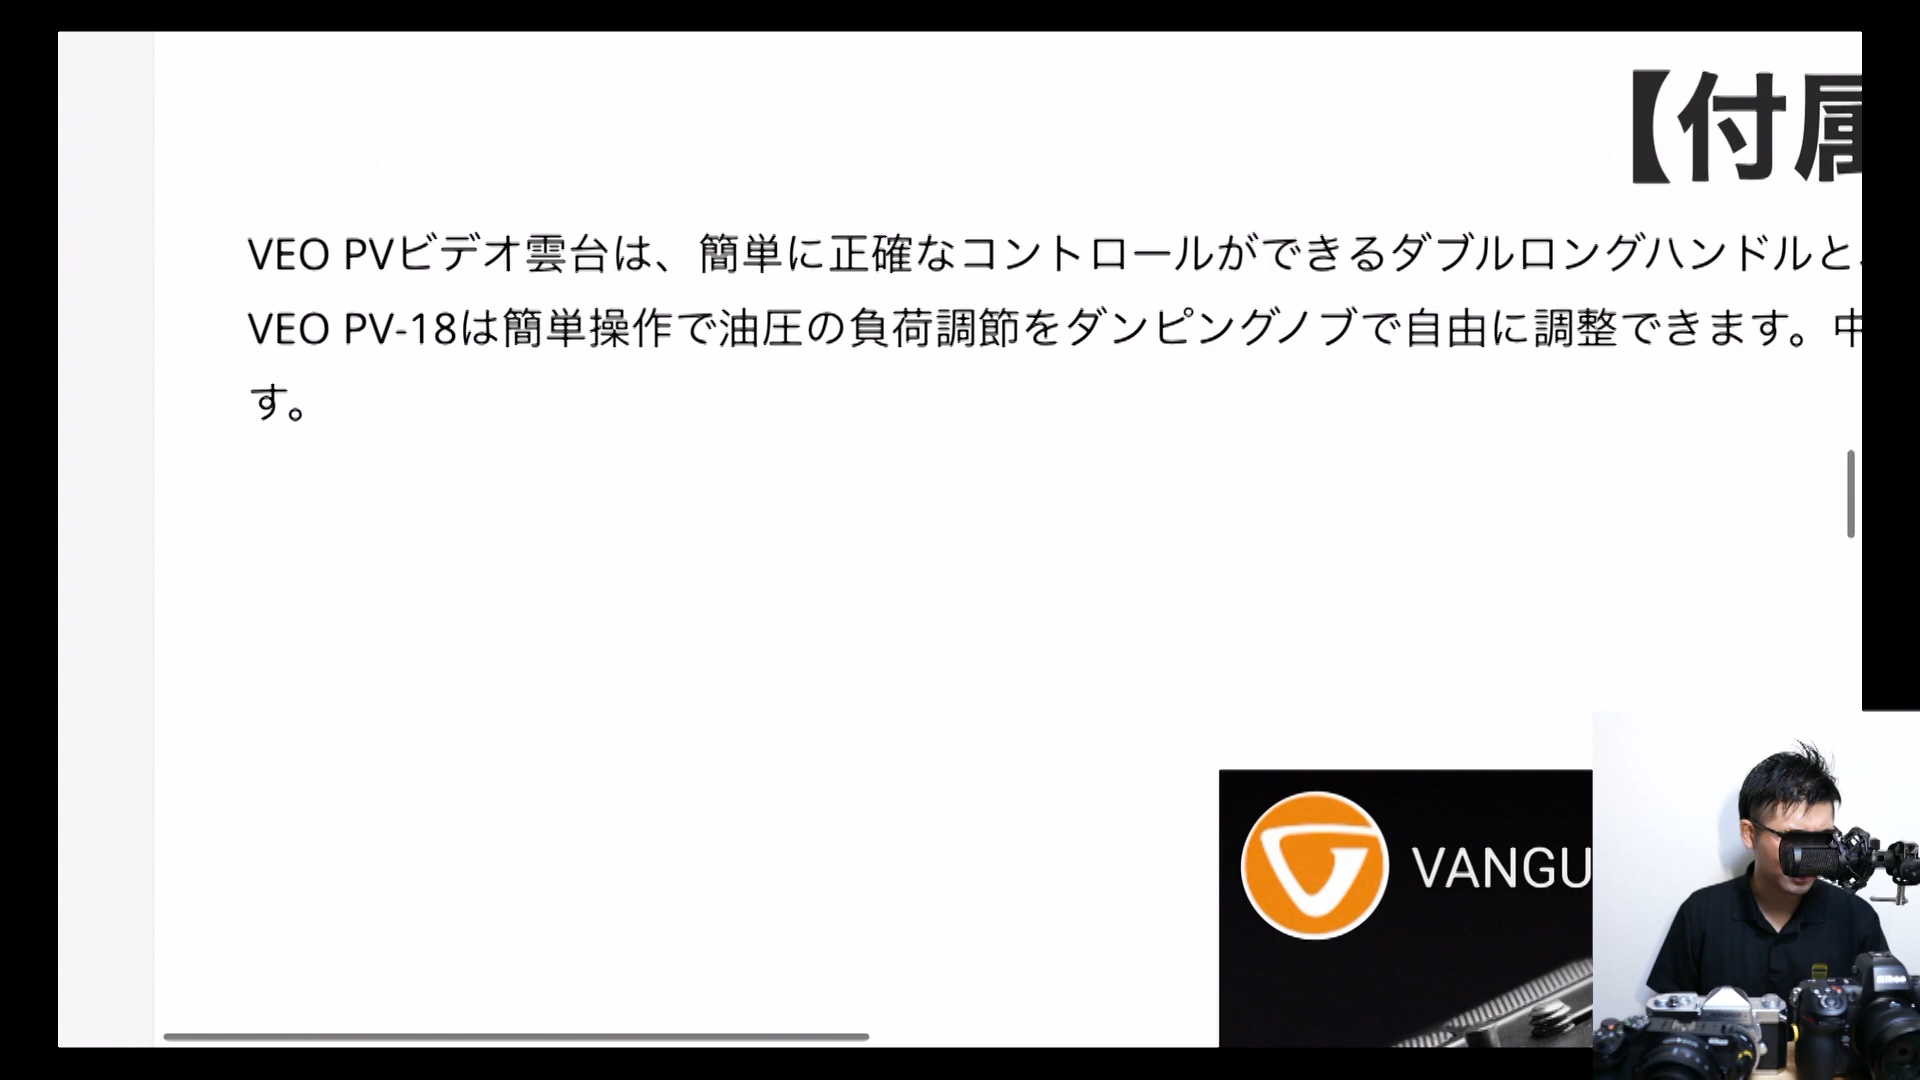 【付属
VEO PVビデオ雲台は、簡単に正確なコントロールができるダブルロングハンドルと、
VEO PV-18は簡単操作で油圧の負荷調節をダンピングノブで自由に調整できます。中
す。
VANGU
Nikon